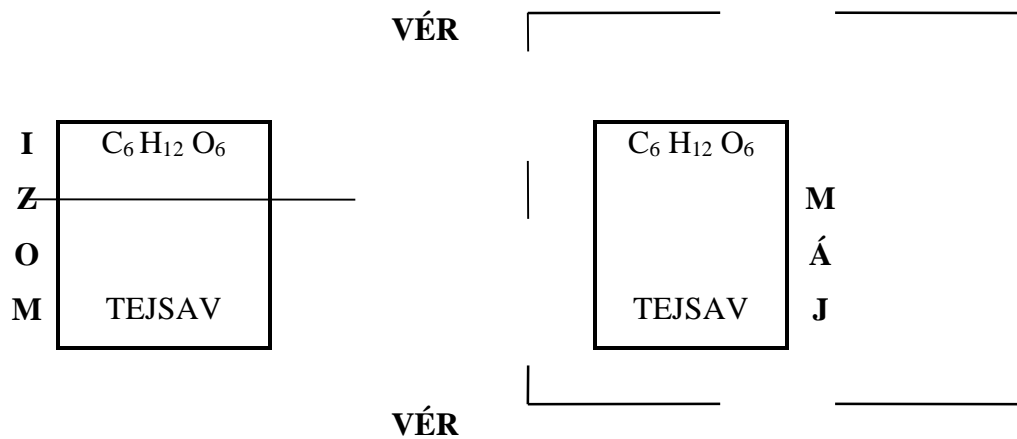 VÉR
I
Z
O
M
C₆ H₁₂ O₆
TEJSAV
C₆ H₁₂ O₆
TEJSAV
M
Á
J
VÉR